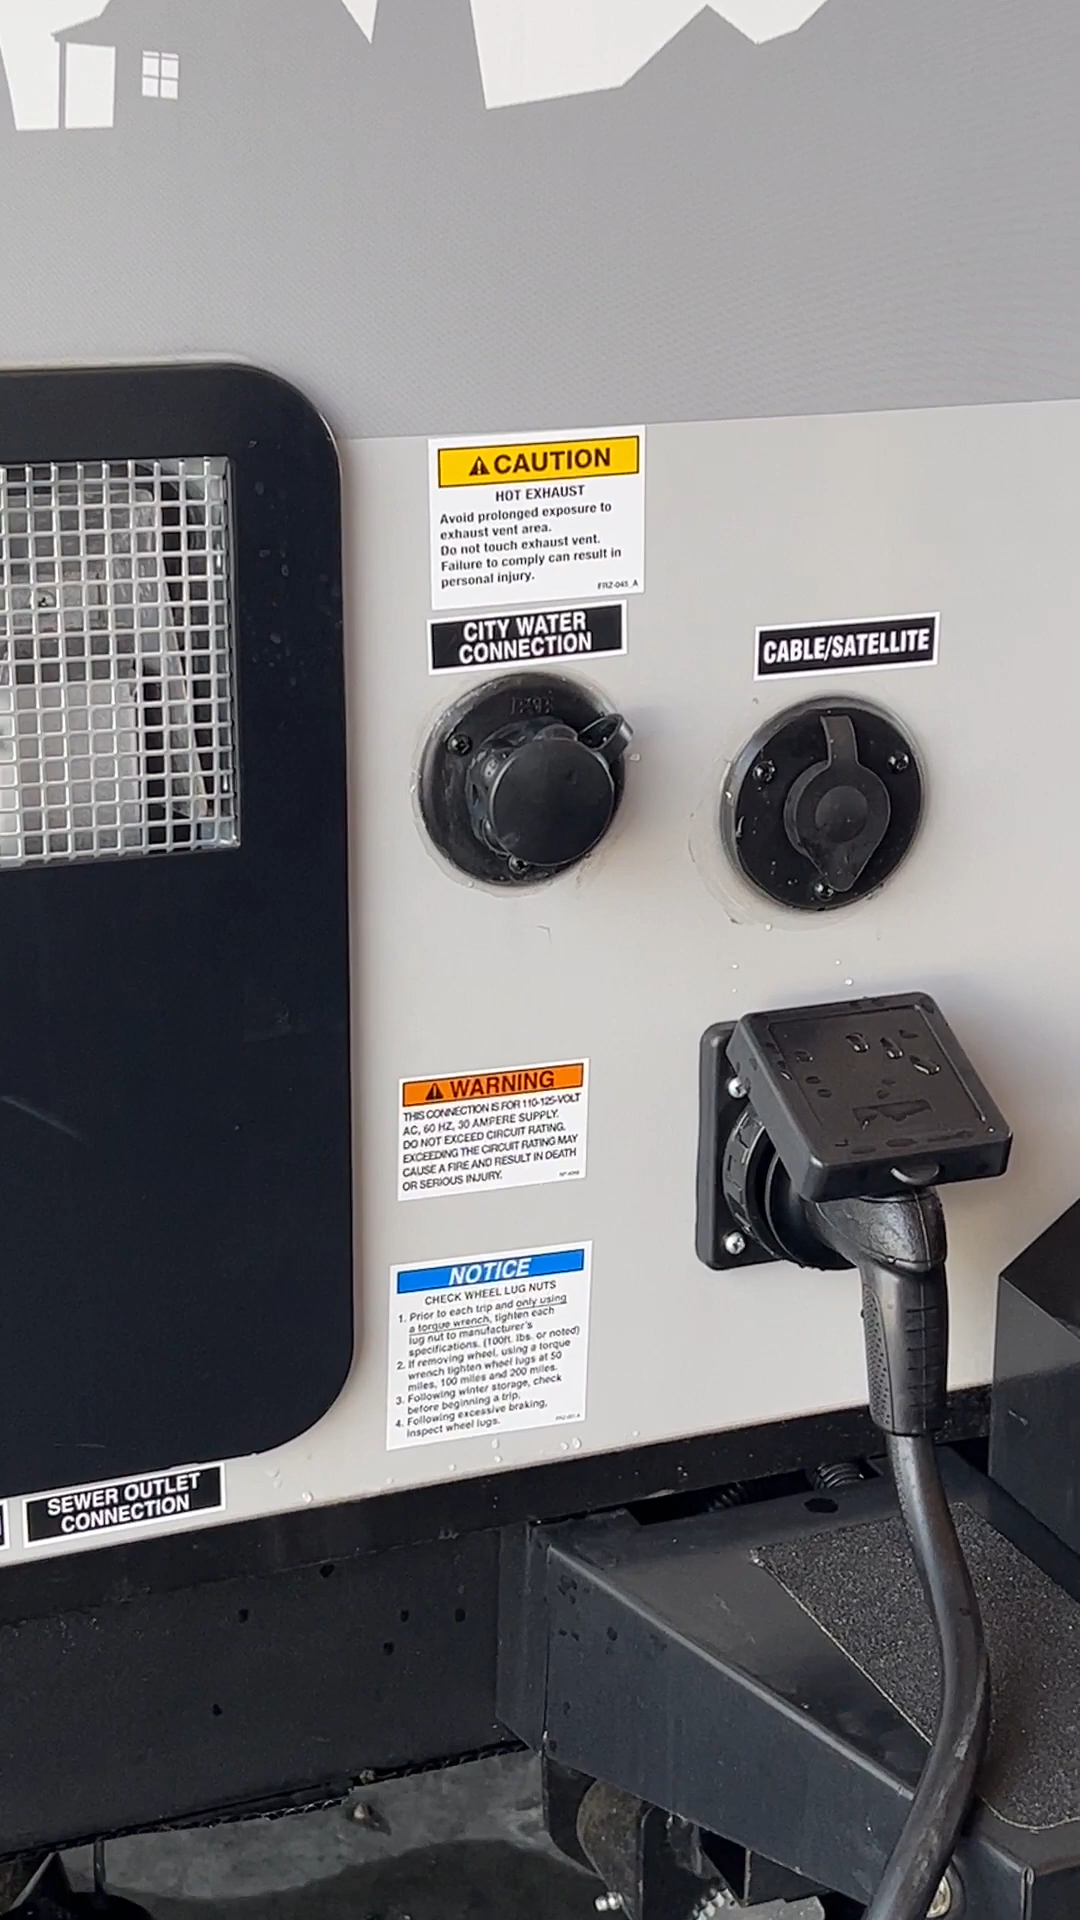 CAUTION
HOT EXHAUST
Avoid prolonged exposure to
exhaust vent area.
Do not touch exhaust vent.
Failure to comply can result in
personal injury.
FRZ-043_A
CITY WATER
CONNECTION
CABLE/SATELLITE
WARNING
THIS CONNECTION IS FOR 110-125-VOLT
AC, 60 HZ, 30 AMPERE SUPPLY.
DO NOT EXCEED CIRCUIT RATING.
EXCEEDING THE CIRCUIT RATING MAY
CAUSE A FIRE AND RESULT IN DEATH
OR SERIOUS INJURY.
NOTICE
CHECK WHEEL LUG NUTS
1. Prior to each trip and only using
a torque wrench, tighten each
lug nut to manufacturer's
specifications. (100ft. lbs. or noted)
2. If removing wheel, using a torque
wrench tighten wheel lugs at 50
miles, 100 miles and 200 miles.
3. Following winter storage, check
before beginning a trip.
4. Following excessive braking,
inspect wheel lugs.
SEWER OUTLET
CONNECTION